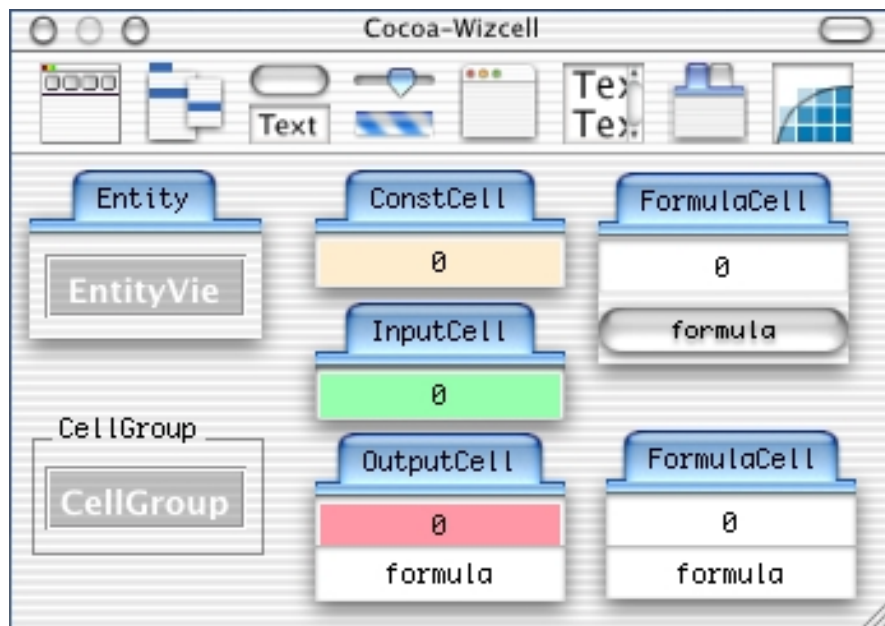 Cocoa-Wizcell
Text
Tex
Tex
Entity
ConstCell
FormulaCell
EntityVie
0
0
formula
InputCell
0
CellGroup
CellGroup
OutputCell
FormulaCell
0
0
formula
formula